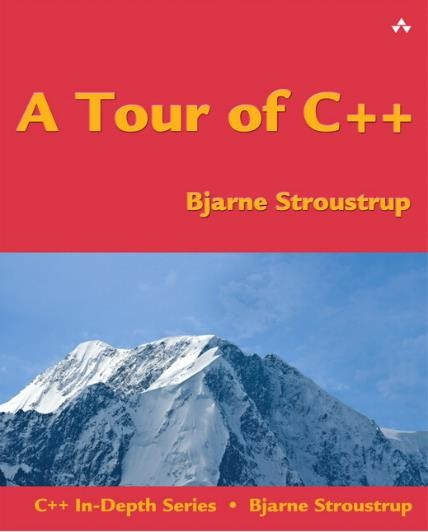 A Tour of C++
Bjarne Stroustrup
C++ In-Depth Series • Bjarne Stroustrup